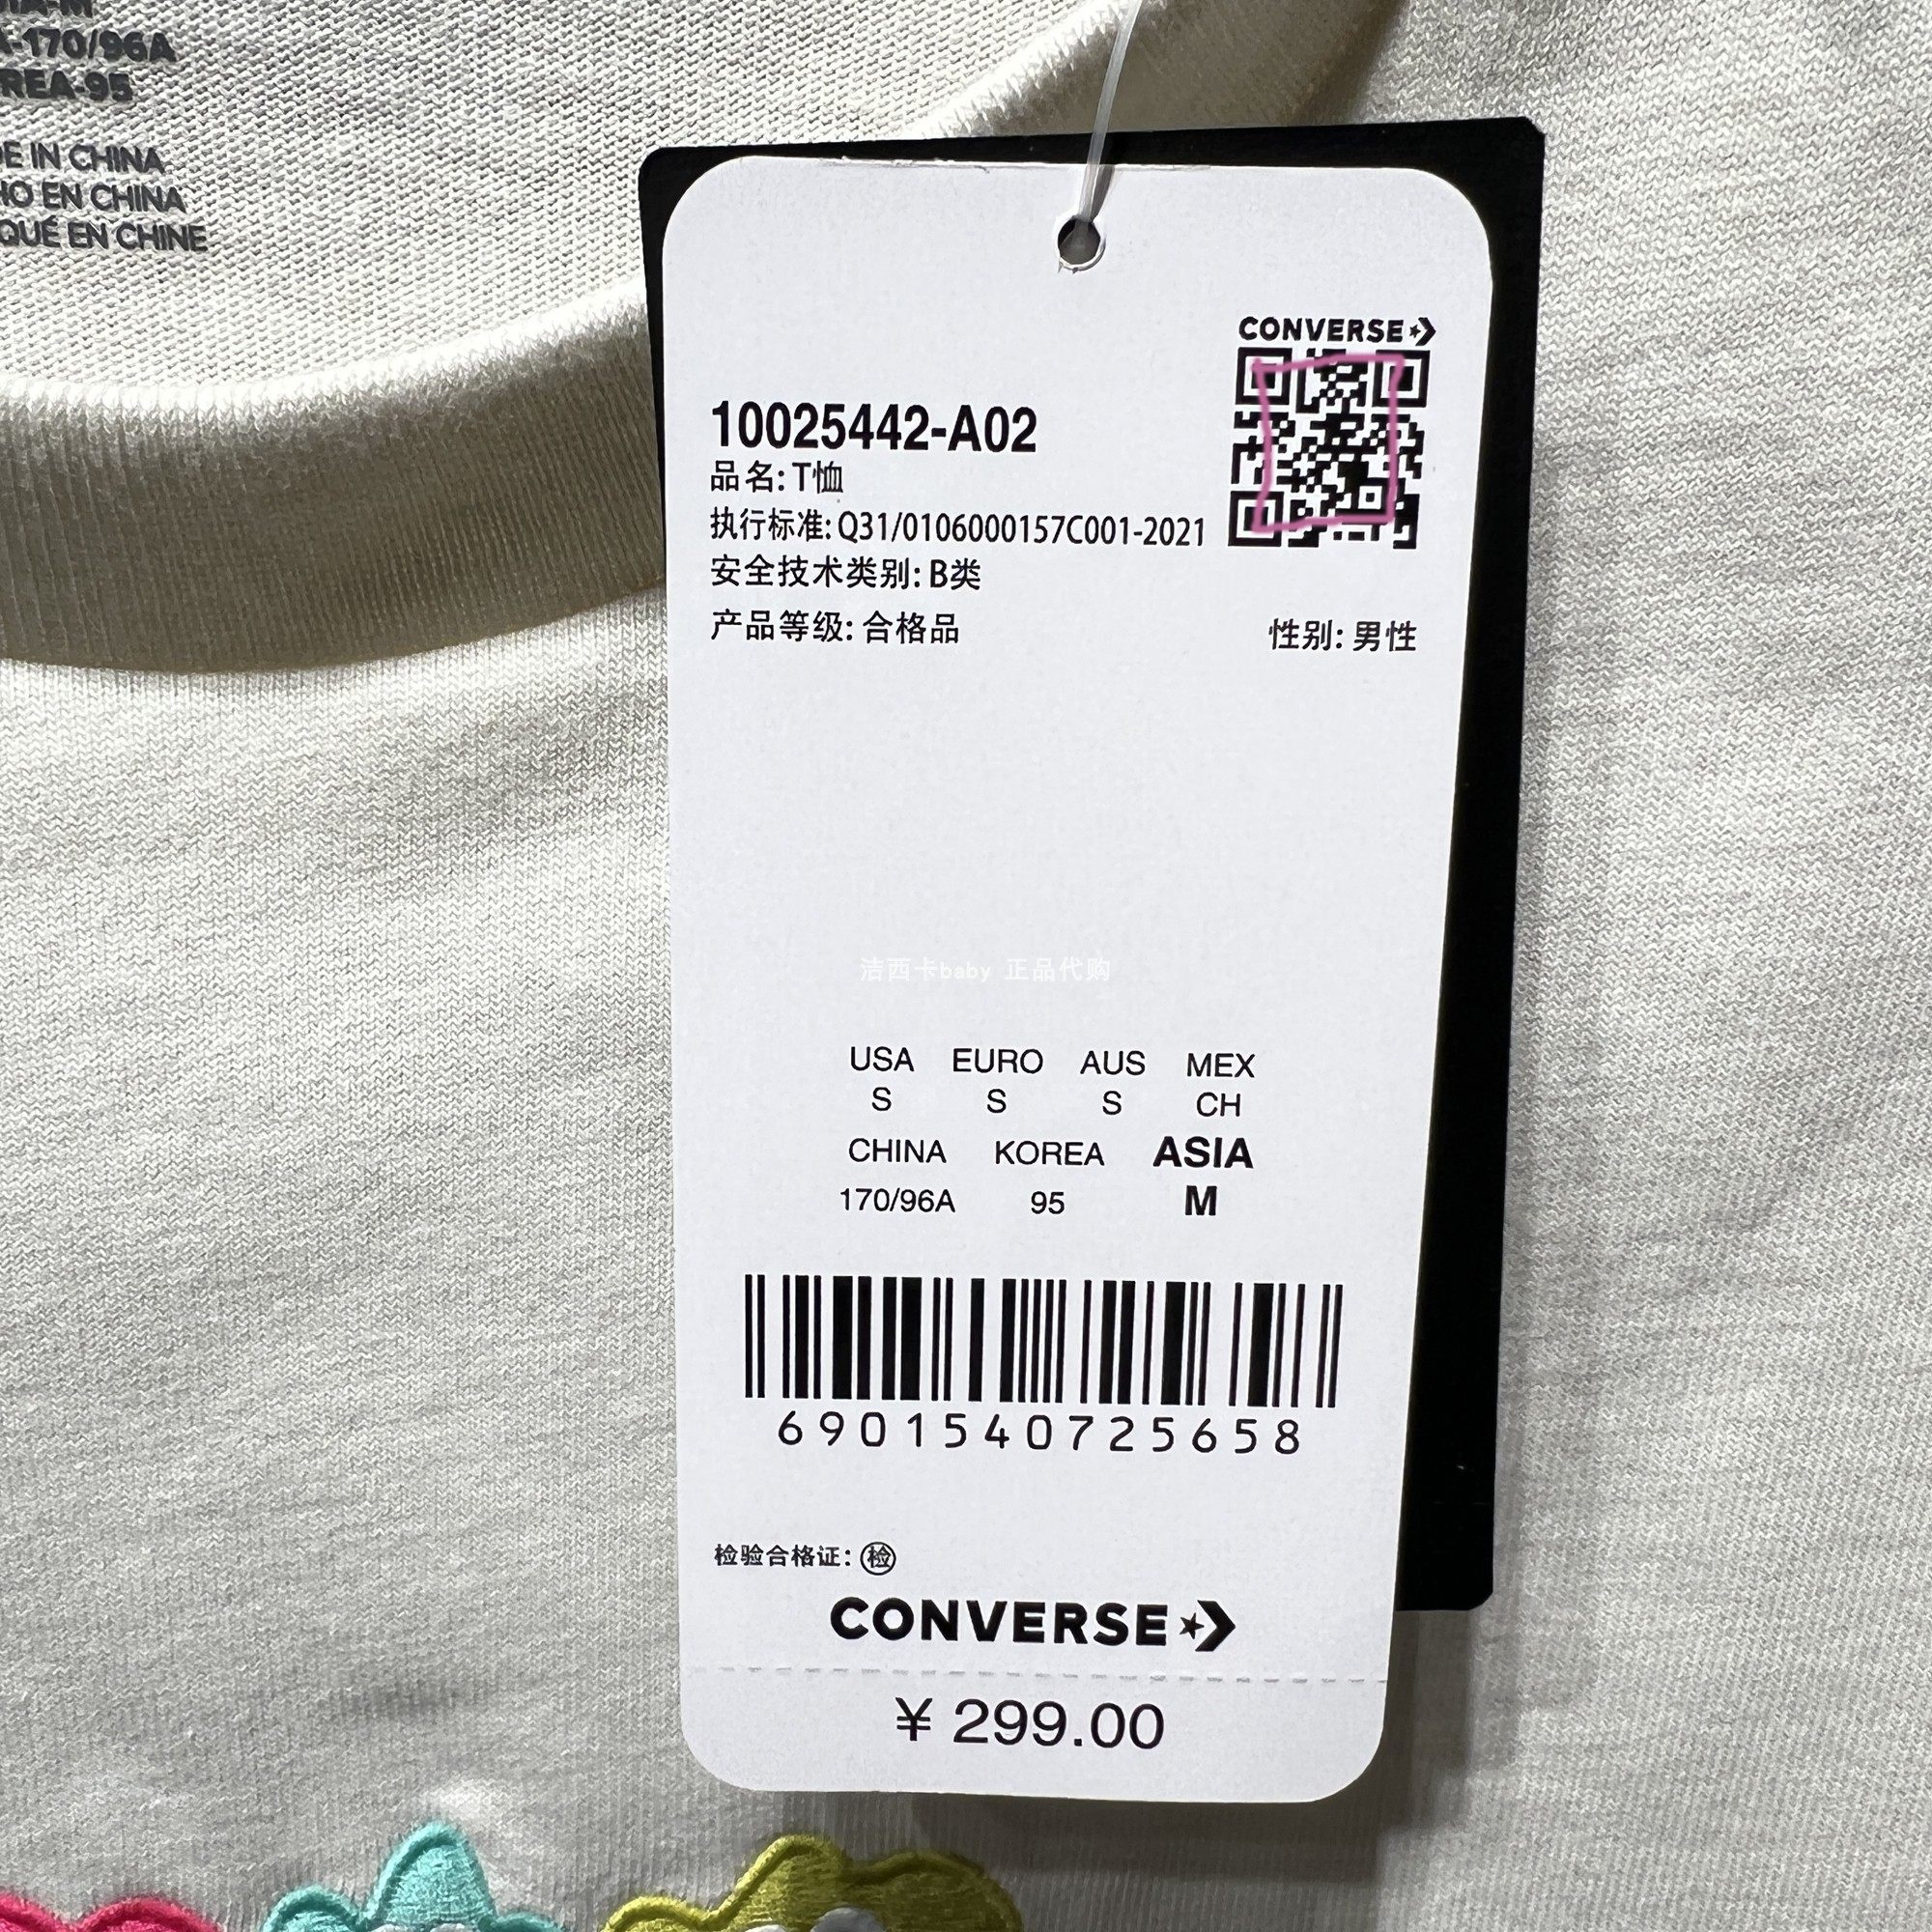 -170/96A
REA-95
E IN CHINA
HO EN CHINA
QUÉ EN CHINE
CONVERSE
10025442-A02
品名: T恤
执行标准: Q31/0106000157C001-2021
安全技术类别: B类
产品等级: 合格品
性别: 男性
洁西卡baby 正品代购
USA EURO AUS MEX
S S S CH
CHINA KOREA ASIA
170/96A 95 M
6901540725658
检验合格证: 检
CONVERSE
¥ 299.00